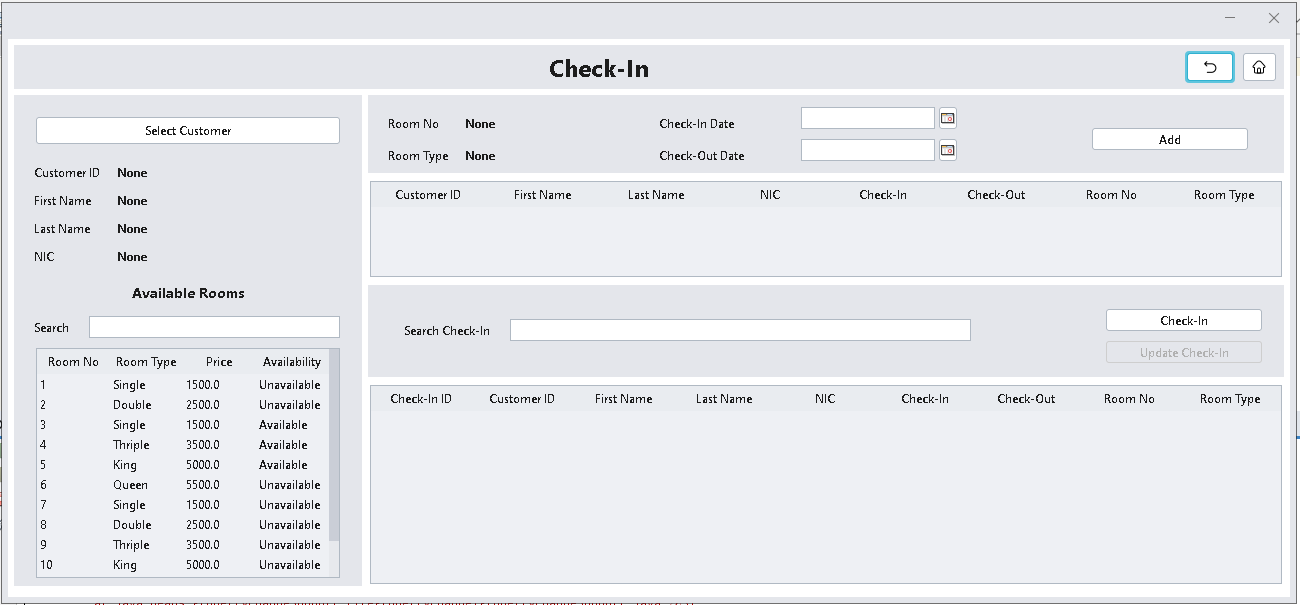 Check-In
Select Customer
Customer ID None
First Name None
Last Name None
NIC None
Available Rooms
Search
Room No Room Type Price Availability
1 Single 1500.0 Unavailable
2 Double 2500.0 Unavailable
3 Single 1500.0 Available
4 Thriple 3500.0 Available
5 King 5000.0 Available
6 Queen 5500.0 Unavailable
7 Single 1500.0 Unavailable
8 Double 2500.0 Unavailable
9 Thriple 3500.0 Unavailable
10 King 5000.0 Unavailable
Room No None Check-In Date
Room Type None Check-Out Date
Add
Customer ID First Name Last Name NIC Check-In Check-Out Room No Room Type
Search Check-In
Check-In
Update Check-In
Check-In ID Customer ID First Name Last Name NIC Check-In Check-Out Room No Room Type